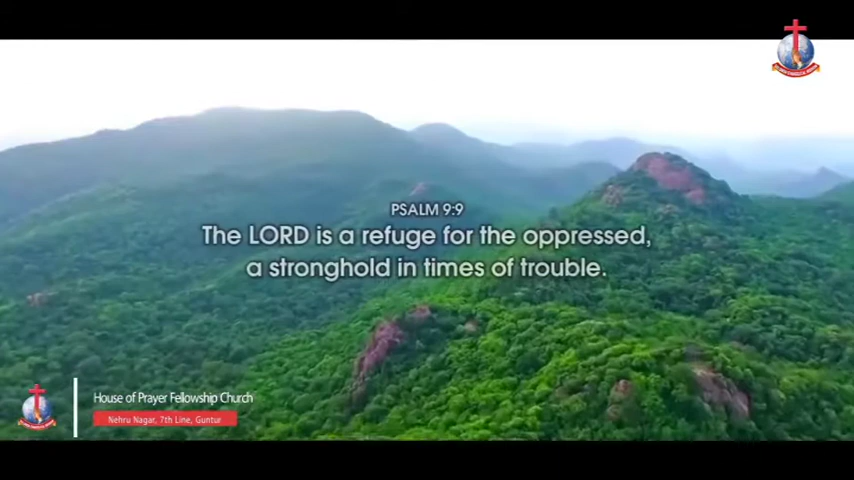 PSALM 9:9
The LORD is a refuge for the oppressed,
a stronghold in times of trouble.
House of Prayer Fellowship Church
Nehru Nagar, 7th Line, Guntur